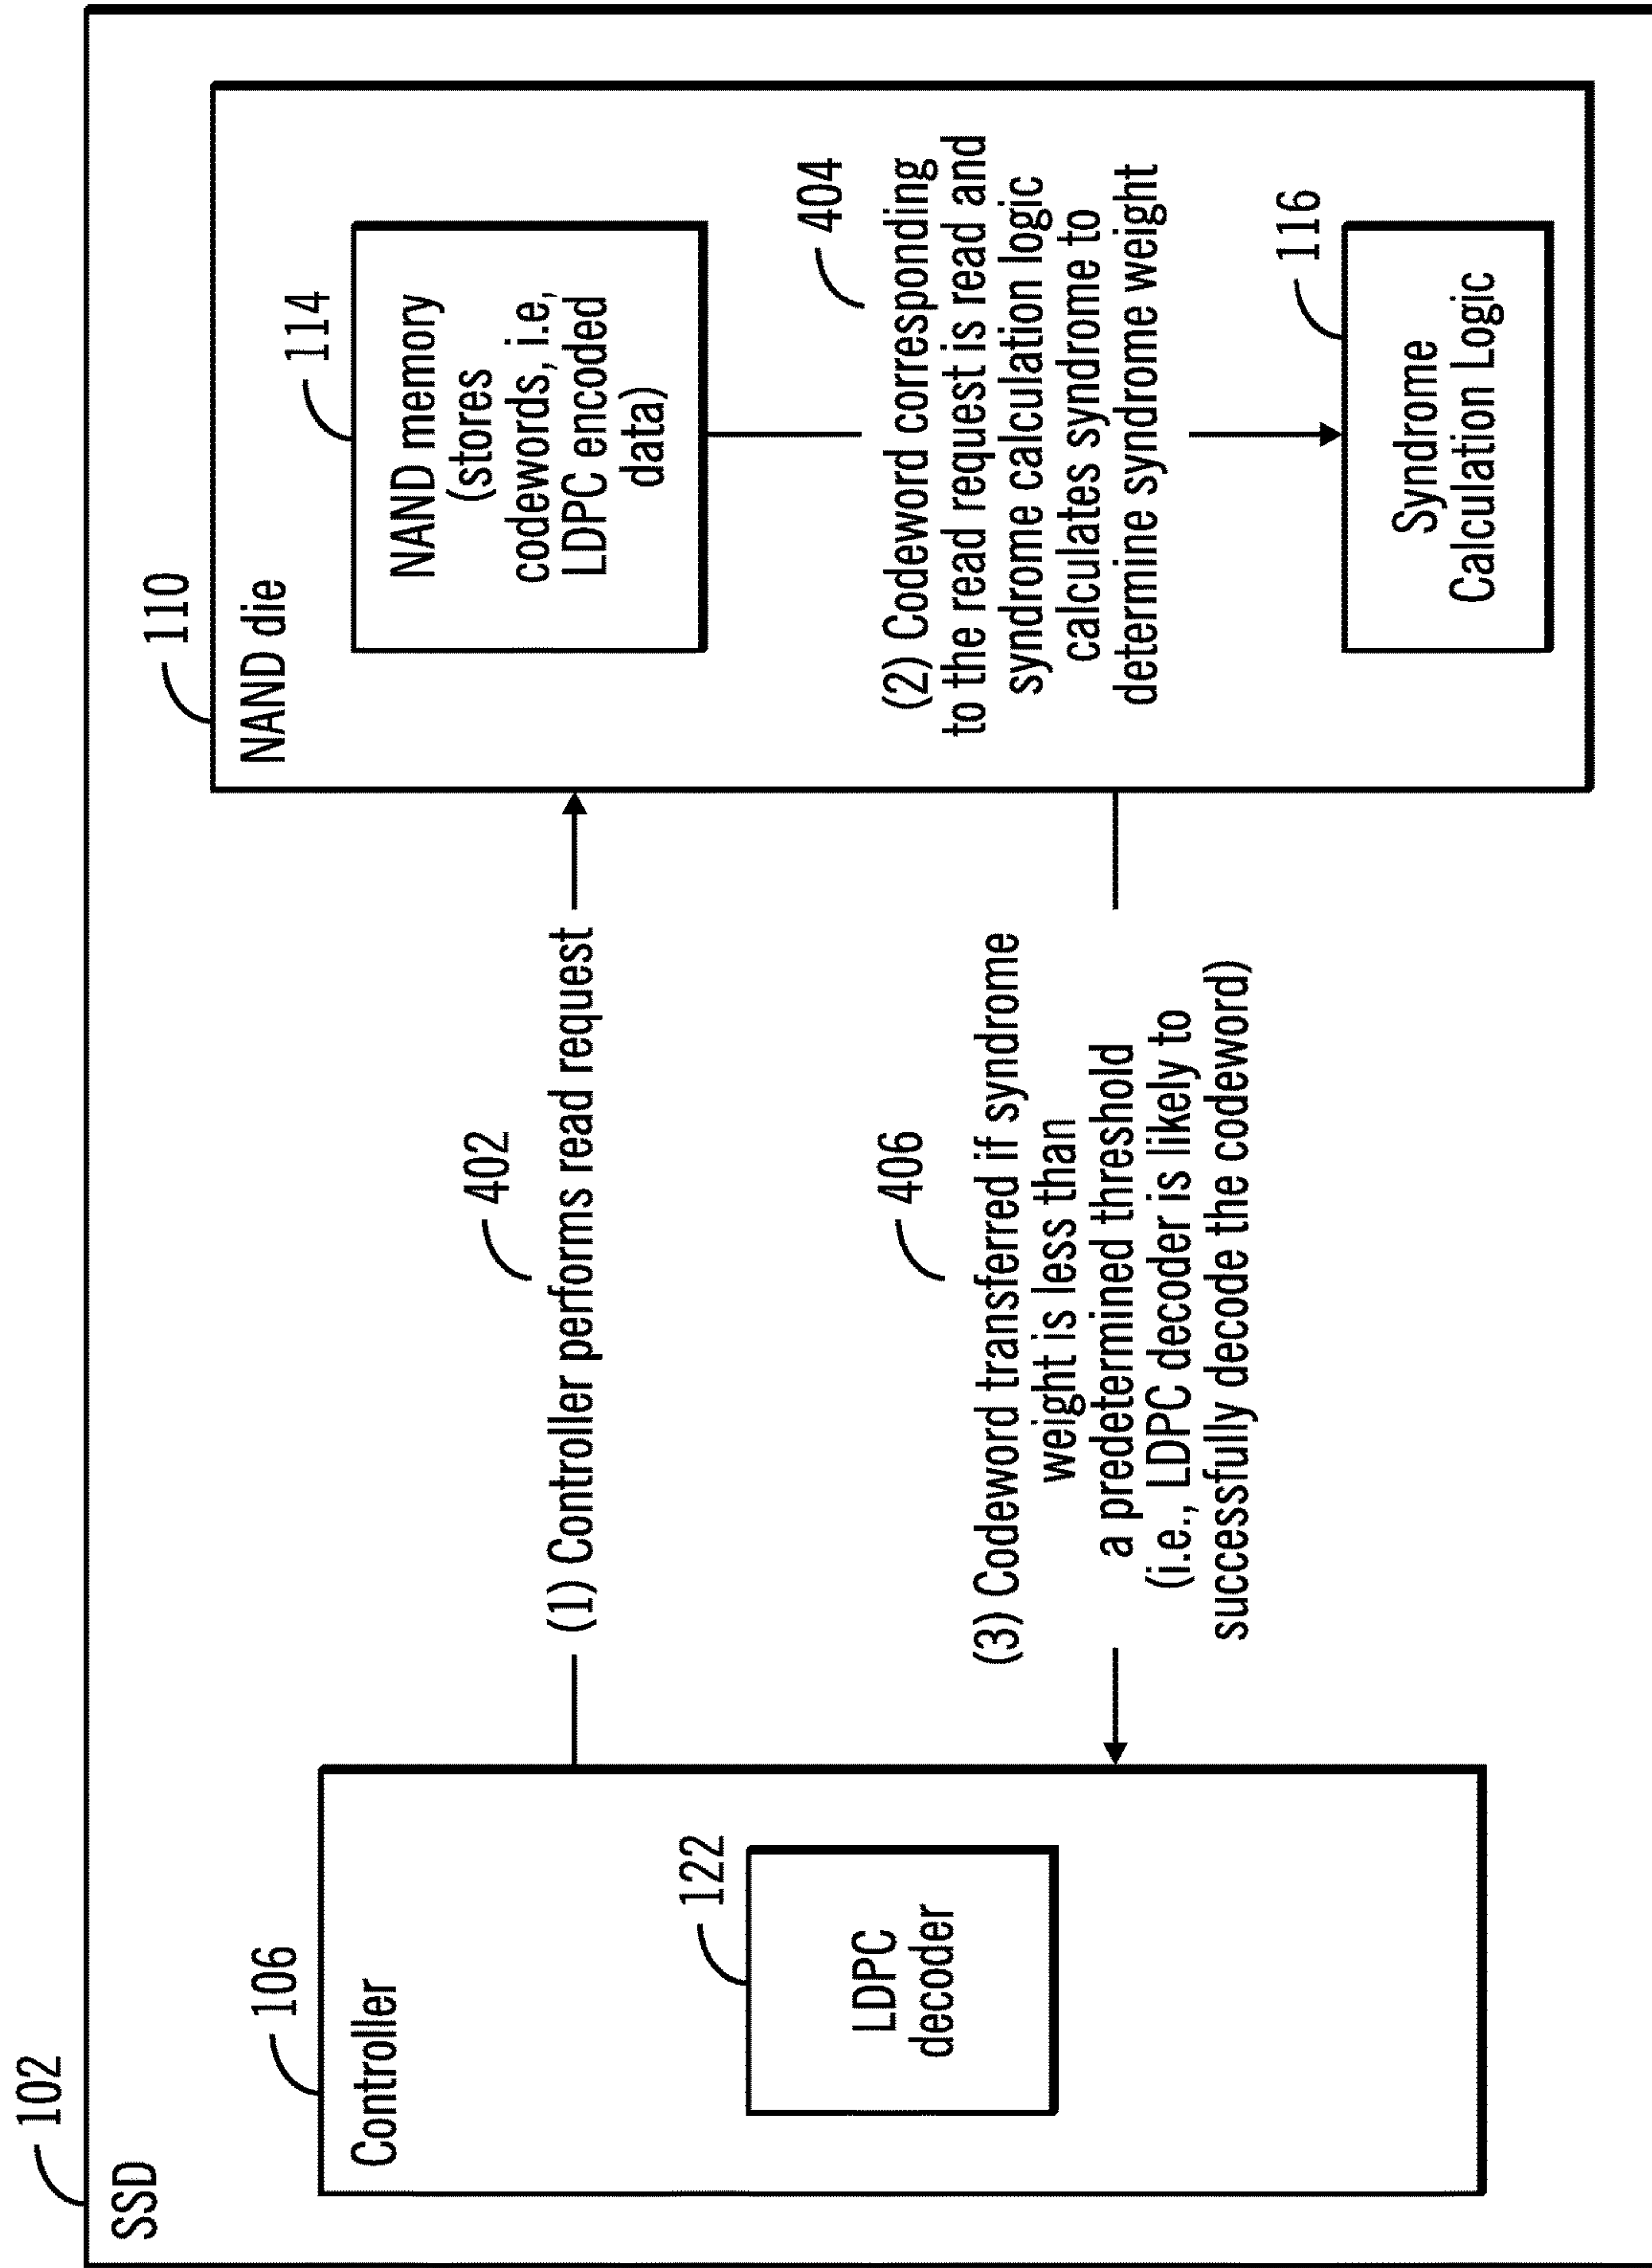 102
SSD
106
Controller
122
LDPC
decoder
402
(1) Controller performs read request
406
(3) Codeword transferred if syndrome
weight is less than
a predetermined threshold
(i.e., LDPC decoder is likely to
successfully decode the codeword)
110
NAND die
114
NAND memory
(stores
codewords, i.e,
LDPC encoded
data)
404
(2) Codeword corresponding
to the read request is read and
syndrome calculation logic
calculates syndrome to
determine syndrome weight
116
Syndrome
Calculation Logic